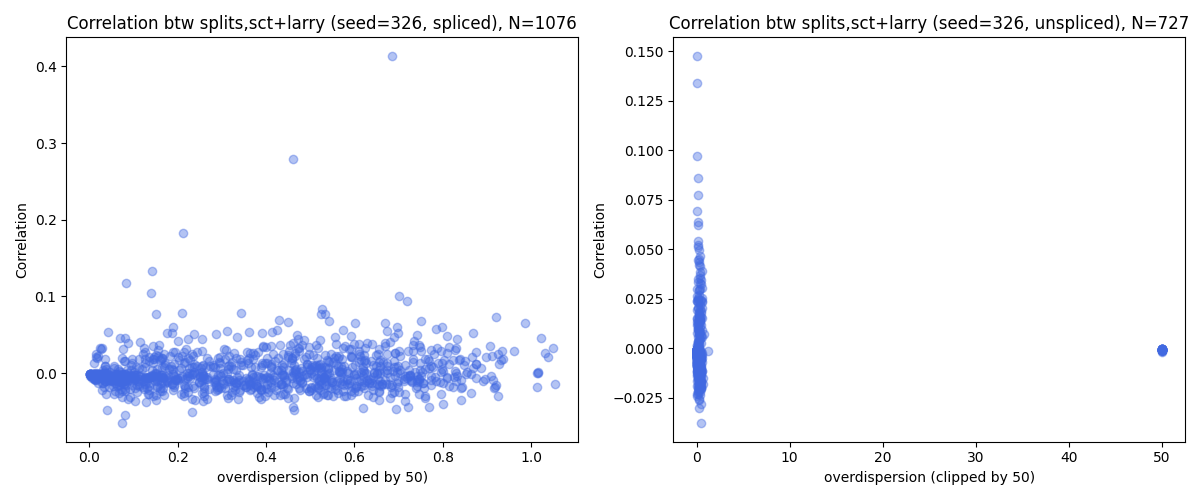 Correlation btw splits,sct+larry (seed=326, spliced), N=1076
Correlation
0.4
0.3
0.2
0.1
0.0
0.0 0.2 0.4 0.6 0.8 1.0
overdispersion (clipped by 50)
Correlation btw splits,sct+larry (seed=326, unspliced), N=727
Correlation
0.150
0.125
0.100
0.075
0.050
0.025
0.000
−0.025
0 10 20 30 40 50
overdispersion (clipped by 50)